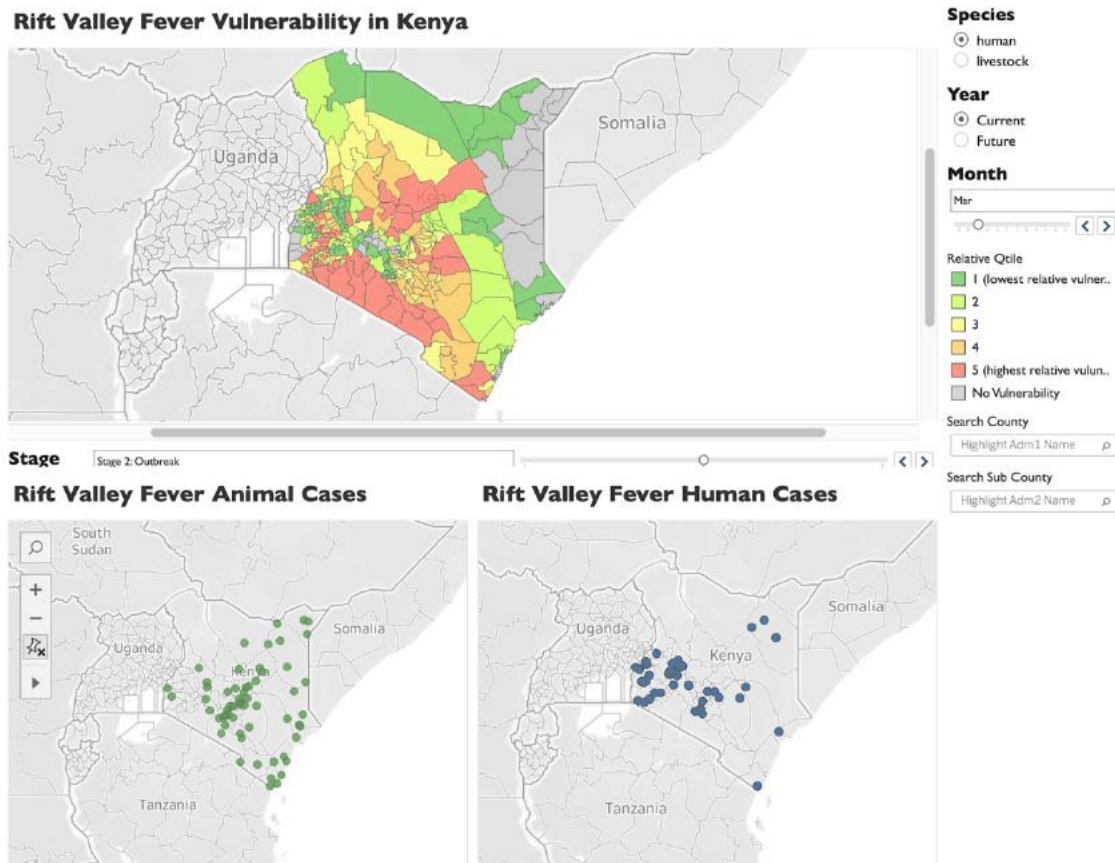 Rift Valley Fever Vulnerability in Kenya
Uganda
Somalia
Kenya
Species
human
livestock
Year
Current
Future
Month
Mar
Relative Qtile
1 (lowest relative vulner..
2
3
4
5 (highest relative vulun..
No Vulnerability
Search County
Highlight Adm1 Name
Search Sub County
Highlight Adm2 Name
Stage
Stage 2: Outbreak
Rift Valley Fever Animal Cases
South
Sudan
Uganda
Kenya
Somalia
Tanzania
Rift Valley Fever Human Cases
Uganda
Kenya
Somalia
Tanzania